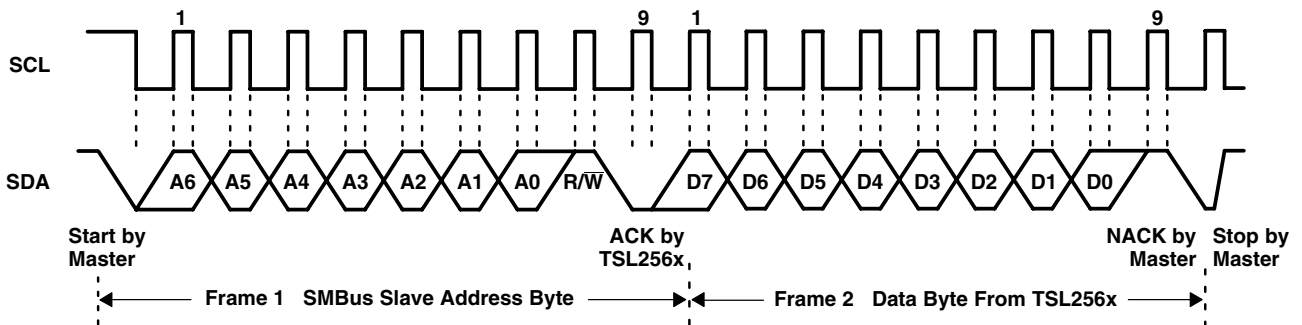 1 9 1 9
SCL
SDA A6 A5 A4 A3 A2 A1 A0 R/W̅ D7 D6 D5 D4 D3 D2 D1 D0
Start by Master
ACK by TSL256x
NACK by Master
Stop by Master
Frame 1 SMBus Slave Address Byte
Frame 2 Data Byte From TSL256x